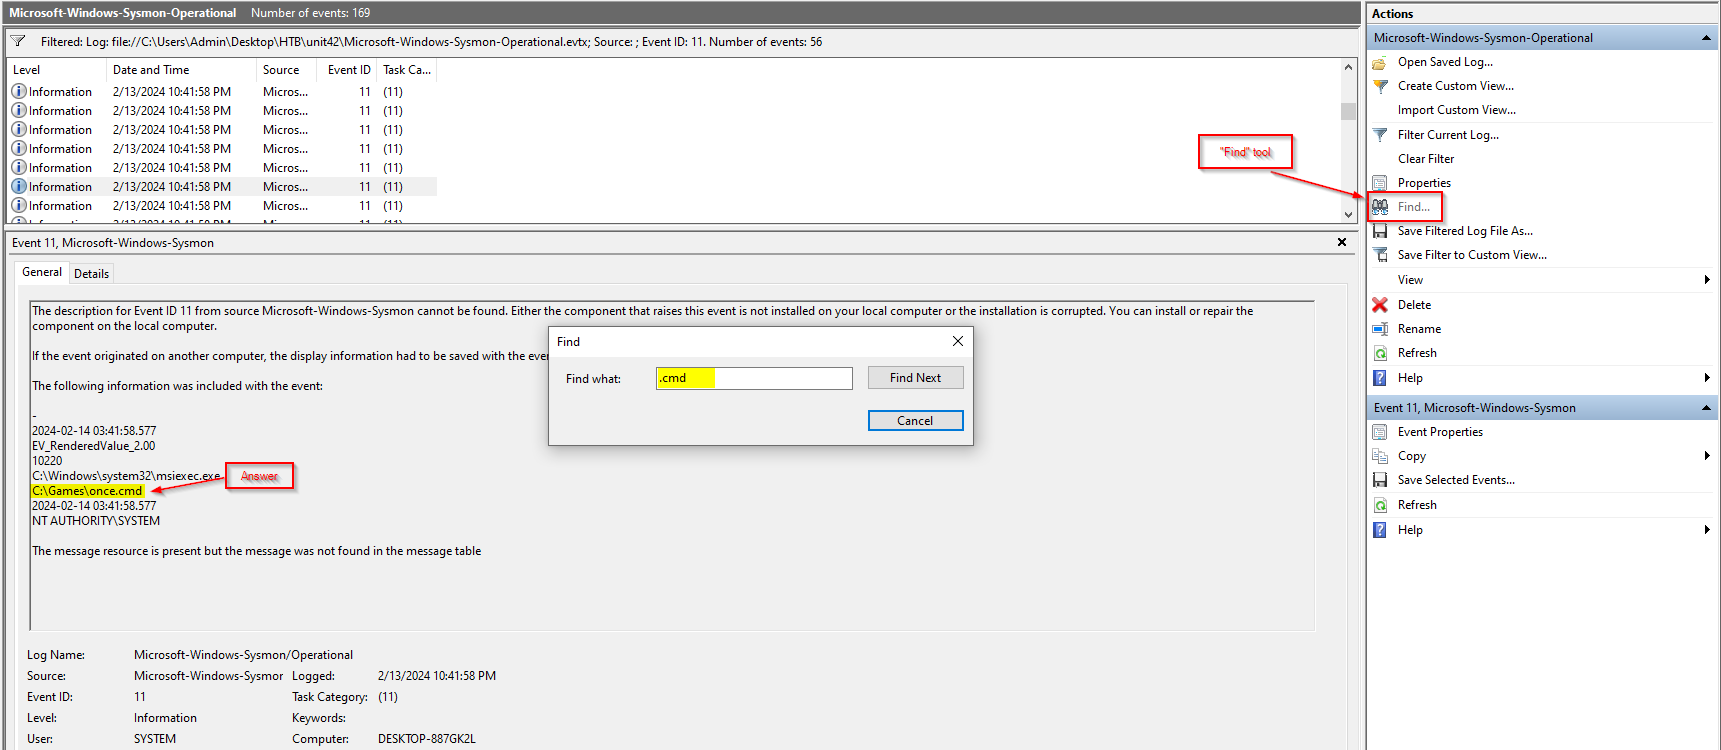 Microsoft-Windows-Sysmon-Operational Number of events: 169
Filtered: Log: file://C:\Users\Admin\Desktop\HTB\unit42\Microsoft-Windows-Sysmon-Operational.evtx; Source: ; Event ID: 11. Number of events: 56
Level Date and Time Source Event ID Task Ca...
Information 2/13/2024 10:41:58 PM Micros... 11 (11)
Information 2/13/2024 10:41:58 PM Micros... 11 (11)
Information 2/13/2024 10:41:58 PM Micros... 11 (11)
Information 2/13/2024 10:41:58 PM Micros... 11 (11)
Information 2/13/2024 10:41:58 PM Micros... 11 (11)
Information 2/13/2024 10:41:58 PM Micros... 11 (11)
Information 2/13/2024 10:41:58 PM Micros... 11 (11)
"Find" tool
Event 11, Microsoft-Windows-Sysmon
General Details
The description for Event ID 11 from source Microsoft-Windows-Sysmon cannot be found. Either the component that raises this event is not installed on your local computer or the installation is corrupted. You can install or repair the
component on the local computer.
If the event originated on another computer, the display information had to be saved with the
The following information was included with the event:
-
2024-02-14 03:41:58.577
EV_RenderedValue_2.00
10220
C:\Windows\system32\msiexec.exe
C:\Games\once.cmd
2024-02-14 03:41:58.577
NT AUTHORITY\SYSTEM
The message resource is present but the message was not found in the message table
Answer
Find
Find what: .cmd Find Next
Cancel
Log Name: Microsoft-Windows-Sysmon/Operational
Source: Microsoft-Windows-Sysmon Logged: 2/13/2024 10:41:58 PM
Event ID: 11 Task Category: (11)
Level: Information Keywords:
User: SYSTEM Computer: DESKTOP-887GK2L
Actions
Microsoft-Windows-Sysmon-Operational
Open Saved Log...
Create Custom View...
Import Custom View...
Filter Current Log...
Clear Filter
Properties
Find...
Save Filtered Log File As...
Save Filter to Custom View...
View
Delete
Rename
Refresh
Help
Event 11, Microsoft-Windows-Sysmon
Event Properties
Copy
Save Selected Events...
Refresh
Help